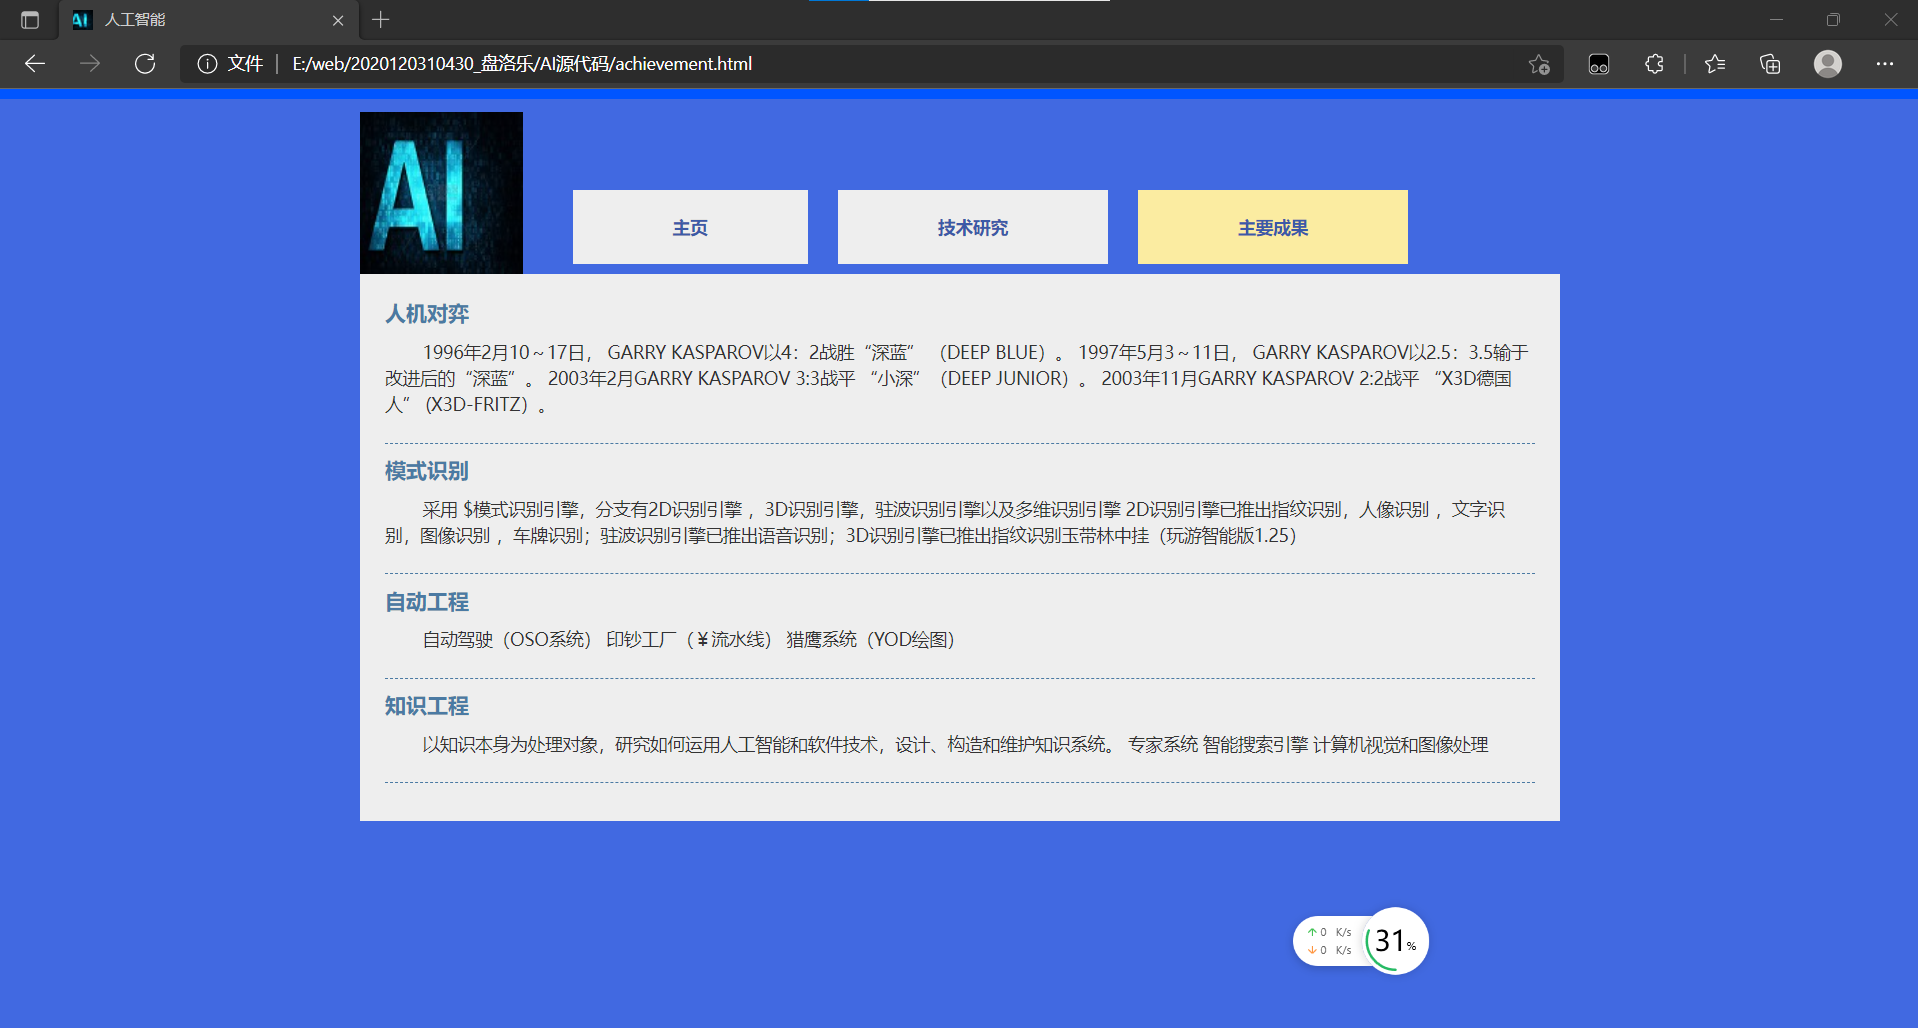 人工智能
文件 | E:/web/2020120310430_盘洛乐/AI源代码/achievement.html
AI
主页
技术研究
主要成果
人机对弈
1996年2月10～17日， GARRY KASPAROV以4：2战胜“深蓝” （DEEP BLUE）。 1997年5月3～11日， GARRY KASPAROV以2.5：3.5输于
改进后的“深蓝”。 2003年2月GARRY KASPAROV 3:3战平 “小深” （DEEP JUNIOR）。 2003年11月GARRY KASPAROV 2:2战平 “X3D德国
人” (X3D-FRITZ）。
模式识别
采用 $模式识别引擎，分支有2D识别引擎 ，3D识别引擎，驻波识别引擎以及多维识别引擎 2D识别引擎已推出指纹识别，人像识别 ，文字识
别，图像识别 ，车牌识别；驻波识别引擎已推出语音识别；3D识别引擎已推出指纹识别玉带林中挂（玩游智能版1.25）
自动工程
自动驾驶（OSO系统） 印钞工厂（￥流水线） 猎鹰系统（YOD绘图）
知识工程
以知识本身为处理对象，研究如何运用人工智能和软件技术，设计、构造和维护知识系统。 专家系统 智能搜索引擎 计算机视觉和图像处理
↑ 0 K/s
↓ 0 K/s
31%